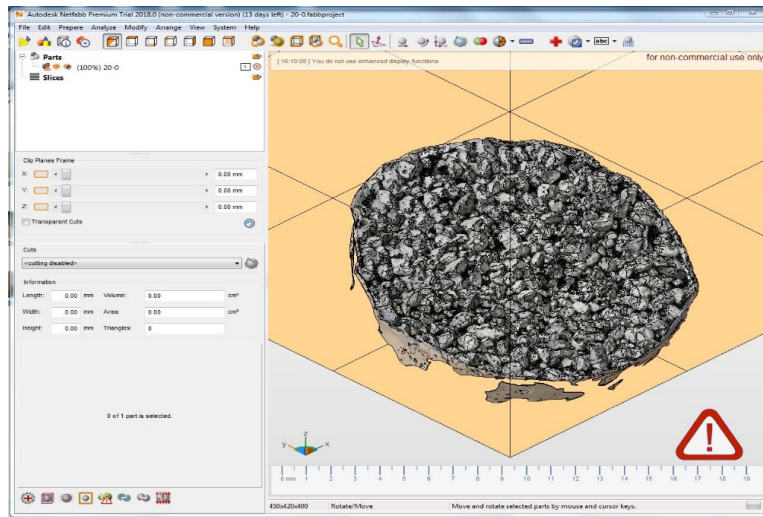 Autodesk Netfabb Premium Trial 2018.0 (non-commercial version) (13 days left) - 20-0.fabbproject
File Edit Prepare Analyze Modify Arrange View System Help
abc
Parts
(100%) 20-0
1
Slices
[ 16:10:09 ] You do not use enhanced display functions
for non-commercial use only
Clip Planes Frame
X: 0.00 mm
Y: 0.00 mm
Z: 0.00 mm
Transparent Cuts
Cuts
<cutting disabled>
Information
Length: 0.00 mm Volume: 0.00 cm³
Width: 0.00 mm Area: 0.00 cm²
Height: 0.00 mm Triangles: 0
0 of 1 part is selected.
z
y x
0 mm 1 2 3 4 5 6 7 8 9 10 11 12 13 14 15 16 17 18 19
450x420x400 Rotate/Move Move and rotate selected parts by mouse and cursor keys.